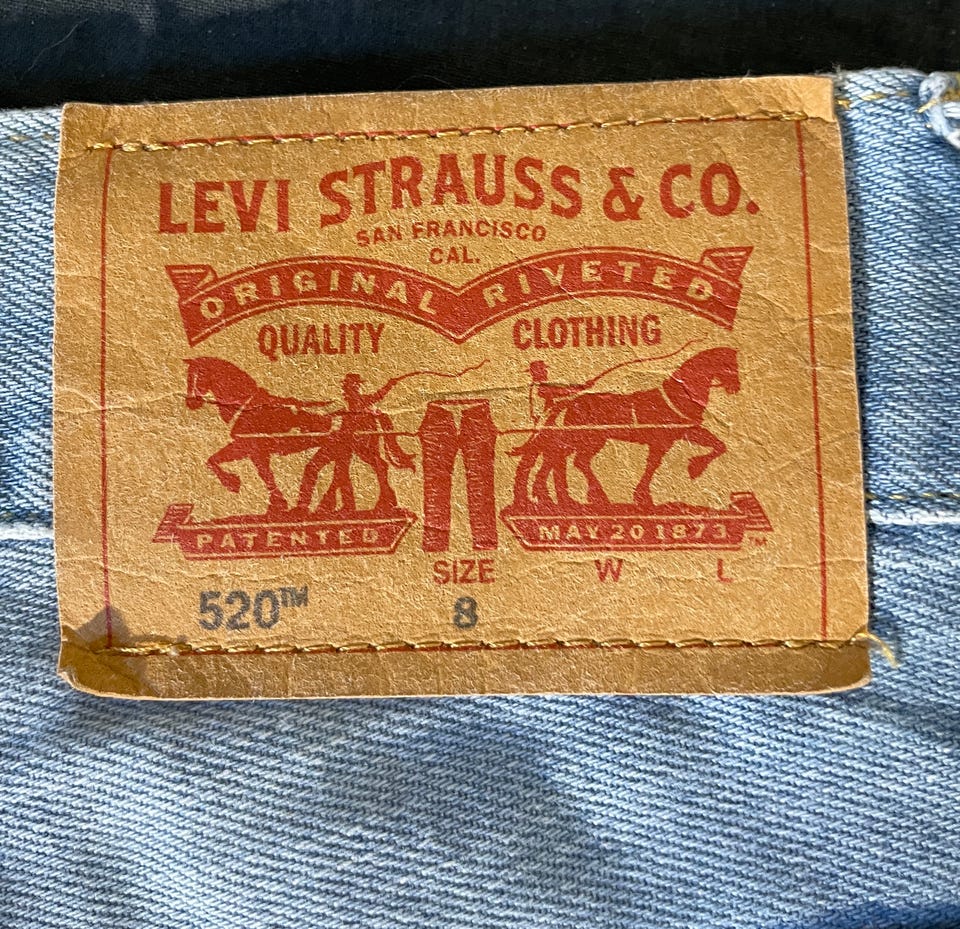 LEVI STRAUSS & CO.
SAN FRANCISCO
CAL.
ORIGINAL RIVETED
QUALITY CLOTHING
PATENTED MAY 20 1873 ™
SIZE W L
520™ 8